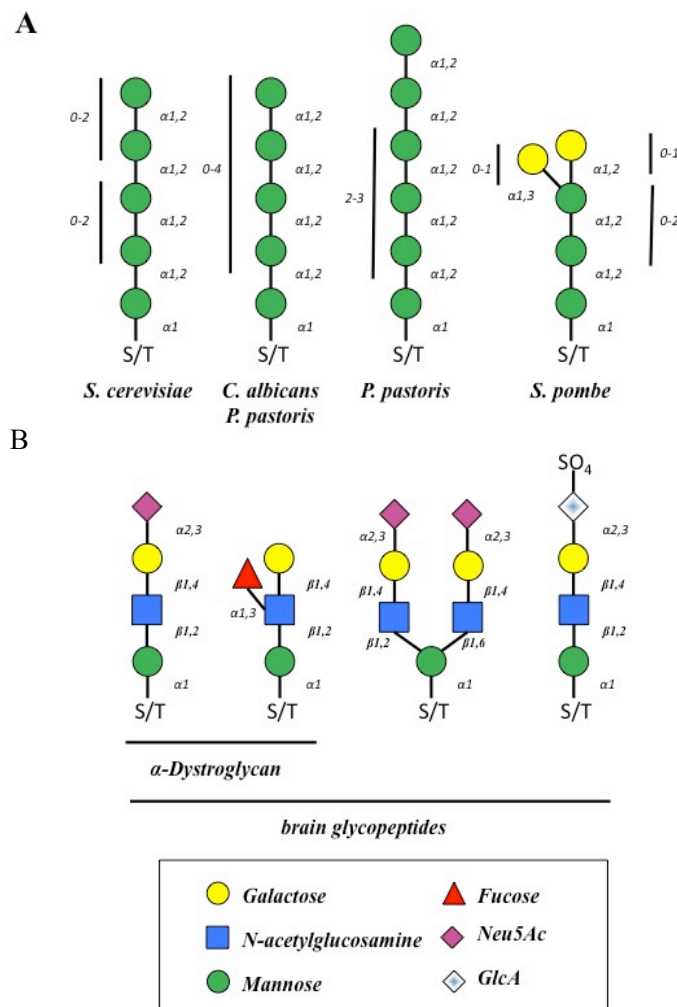 A
α1,2
0-2 α1,2 0-4 α1,2 α1,2
α1,2 α1,2 2-3 α1,2 0-1 α1,2 0-1
0-2 α1,2 α1,2 α1,2 α1,3 α1,2 0-2
α1,2 α1,2 α1,2 α1,2
α1 α1 α1 α1
S/T S/T S/T S/T
S. cerevisiae C. albicans P. pastoris S. pombe
P. pastoris
B
SO4
α2,3 α2,3 α2,3 α2,3
β1,4 α1,3 β1,4 β1,4 β1,4 β1,4
β1,2 β1,2 β1,2 β1,6 β1,2
α1 α1 α1 α1
S/T S/T S/T S/T
α-Dystroglycan
brain glycopeptides
Galactose Fucose
N-acetylglucosamine Neu5Ac
Mannose GlcA